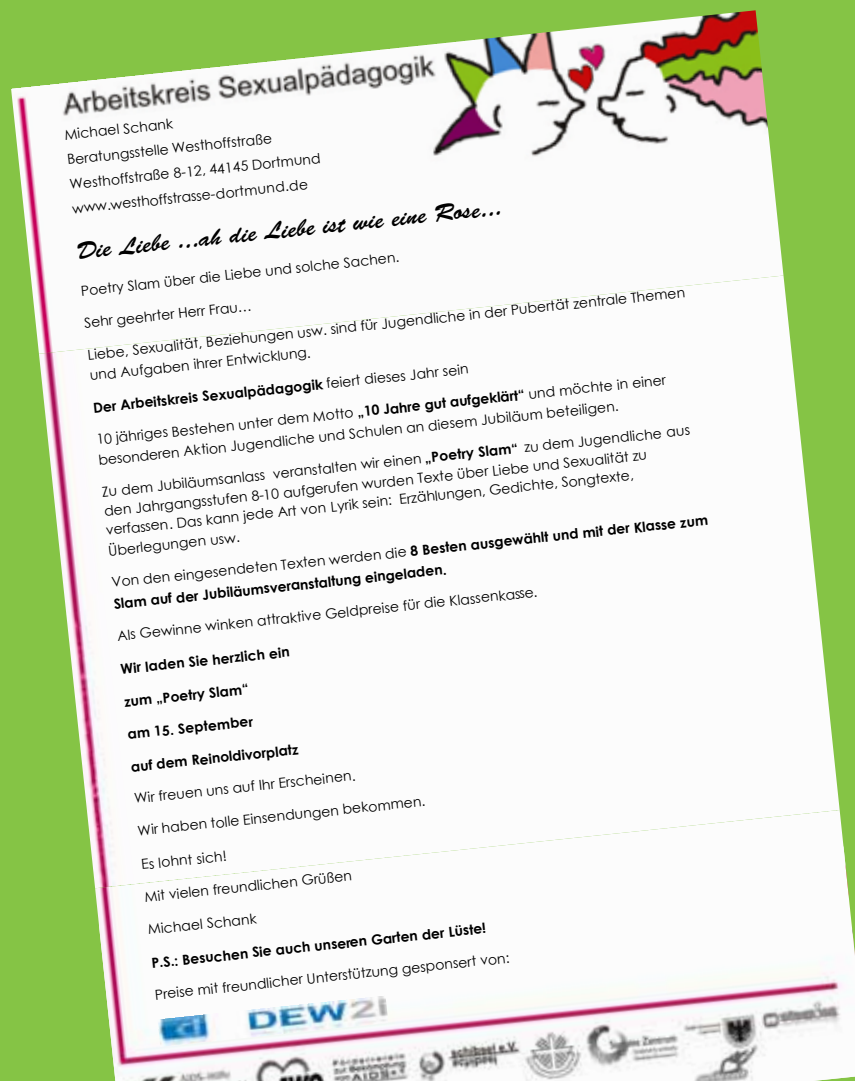 Arbeitskreis Sexualpädagogik
Michael Schank
Beratungsstelle Westhoffstraße
Westhoffstraße 8-12, 44145 Dortmund
www.westhoffstrasse-dortmund.de
Die Liebe ...ah die Liebe ist wie eine Rose...
Poetry Slam über die Liebe und solche Sachen.
Sehr geehrter Herr Frau...
Liebe, Sexualität, Beziehungen usw. sind für Jugendliche in der Pubertät zentrale Themen
und Aufgaben ihrer Entwicklung.
Der Arbeitskreis Sexualpädagogik feiert dieses Jahr sein
10 jähriges Bestehen unter dem Motto „10 Jahre gut aufgeklärt“ und möchte in einer
besonderen Aktion Jugendliche und Schulen an diesem Jubiläum beteiligen.
Zu dem Jubiläumsanlass veranstalten wir einen „Poetry Slam“ zu dem Jugendliche aus
den Jahrgangsstufen 8-10 aufgerufen wurden Texte über Liebe und Sexualität zu
verfassen. Das kann jede Art von Lyrik sein: Erzählungen, Gedichte, Songtexte,
Überlegungen usw.
Von den eingesendeten Texten werden die 8 Besten ausgewählt und mit der Klasse zum
Slam auf der Jubiläumsveranstaltung eingeladen.
Als Gewinne winken attraktive Geldpreise für die Klassenkasse.
Wir laden Sie herzlich ein
zum „Poetry Slam“
am 15. September
auf dem Reinoldivorplatz
Wir freuen uns auf Ihr Erscheinen.
Wir haben tolle Einsendungen bekommen.
Es lohnt sich!
Mit vielen freundlichen Grüßen
Michael Schank
P.S.: Besuchen Sie auch unseren Garten der Lüste!
Preise mit freundlicher Unterstützung gesponsert von:
DEW21